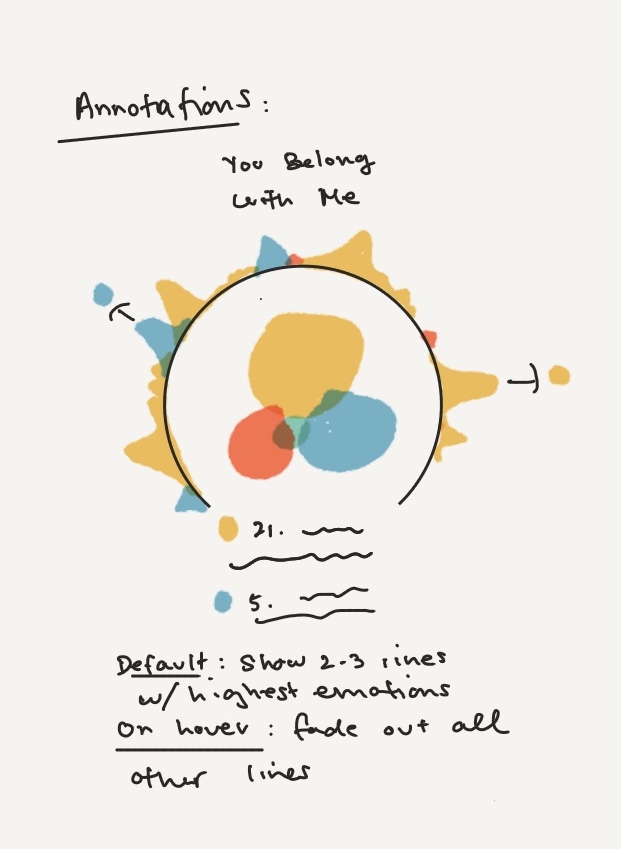 Annotations:
You Belong
with Me
21.
5.
Default: Show 2-3 lines
w/ highest emotions
On hover: fade out all
other lines